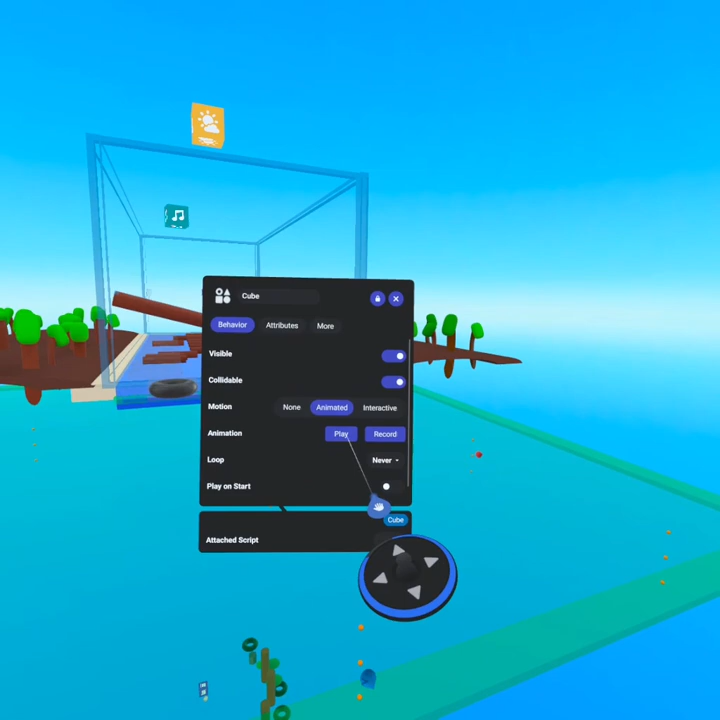 Cube
Behavior Attributes More
Visible
Collidable
Motion None Animated Interactive
Animation Play Record
Loop Never
Play on Start
Cube
Attached Script